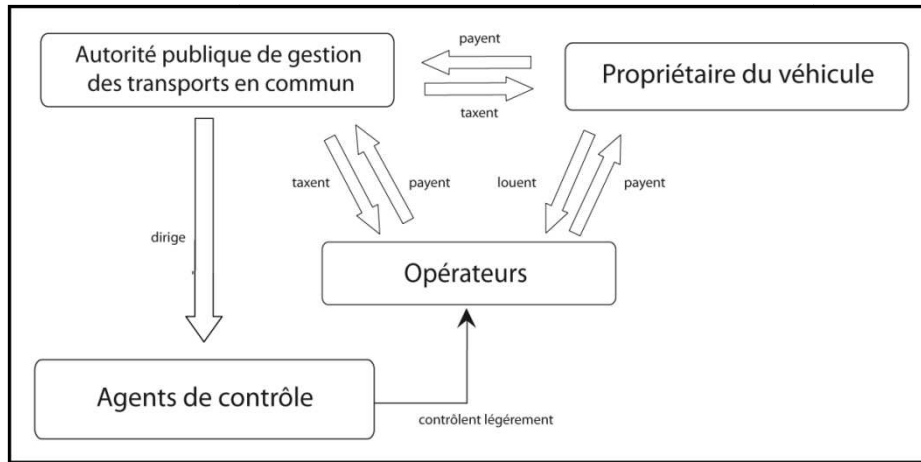 Autorité publique de gestion
des transports en commun
payent
taxent
Propriétaire du véhicule
taxent
payent
louent
payent
dirige
Opérateurs
Agents de contrôle
contrôlent légérement